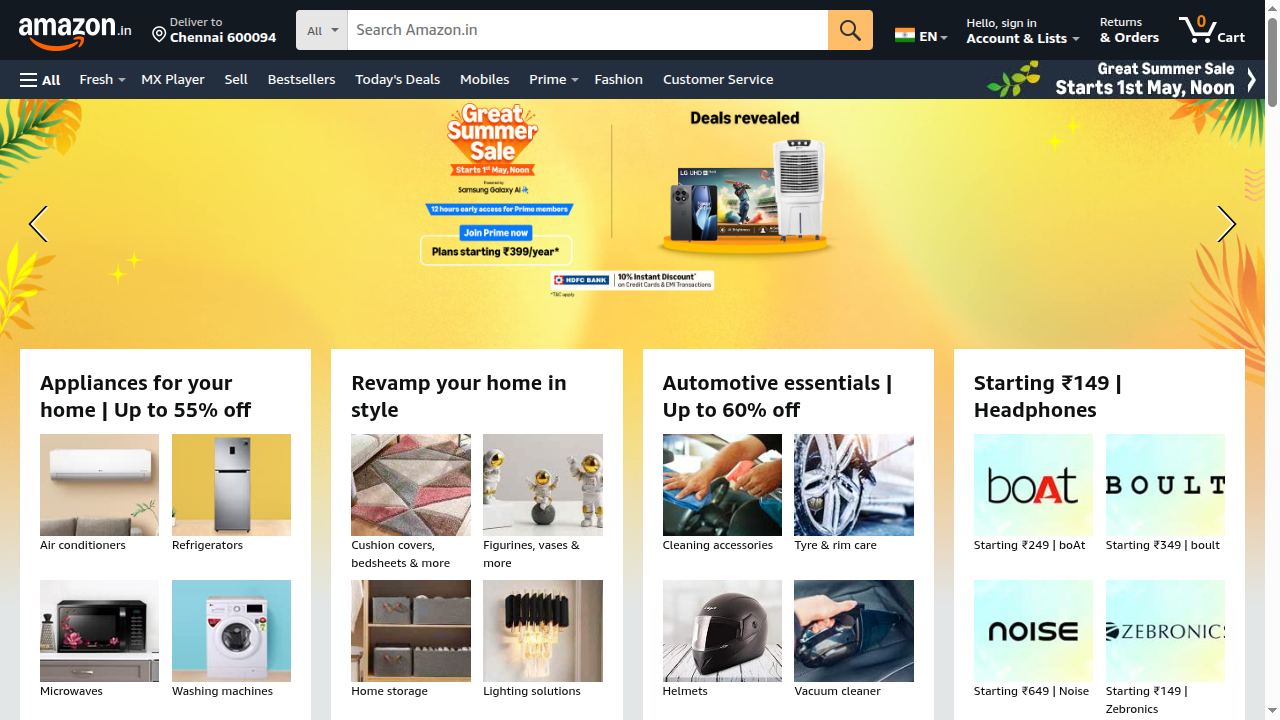 amazon.in
Deliver to
Chennai 600094
All
Search Amazon.in
EN
Hello, sign in
Account & Lists
Returns
& Orders
0
Cart
All
Fresh
MX Player
Sell
Bestsellers
Today's Deals
Mobiles
Prime
Fashion
Customer Service
Great Summer Sale
Starts 1st May, Noon
Great
Summer
Sale
Starts 1st May, Noon
Powered by
Samsung Galaxy AI
12 hours early access for Prime members
Join Prime now
Plans starting ₹399/year*
Deals revealed
LG UHD
HDFC BANK
10% Instant Discount*
on Credit Cards & EMI Transactions
*T&C apply
Appliances for your
home | Up to 55% off
Air conditioners
Refrigerators
Microwaves
Washing machines
Revamp your home in
style
Cushion covers,
bedsheets & more
Figurines, vases &
more
Home storage
Lighting solutions
Automotive essentials |
Up to 60% off
Cleaning accessories
Tyre & rim care
Helmets
Vacuum cleaner
Starting ₹149 |
Headphones
boAt
Starting ₹249 | boAt
BOULT
Starting ₹349 | boult
noise
Starting ₹649 | Noise
ZEBRONICS
Starting ₹149 |
Zebronics